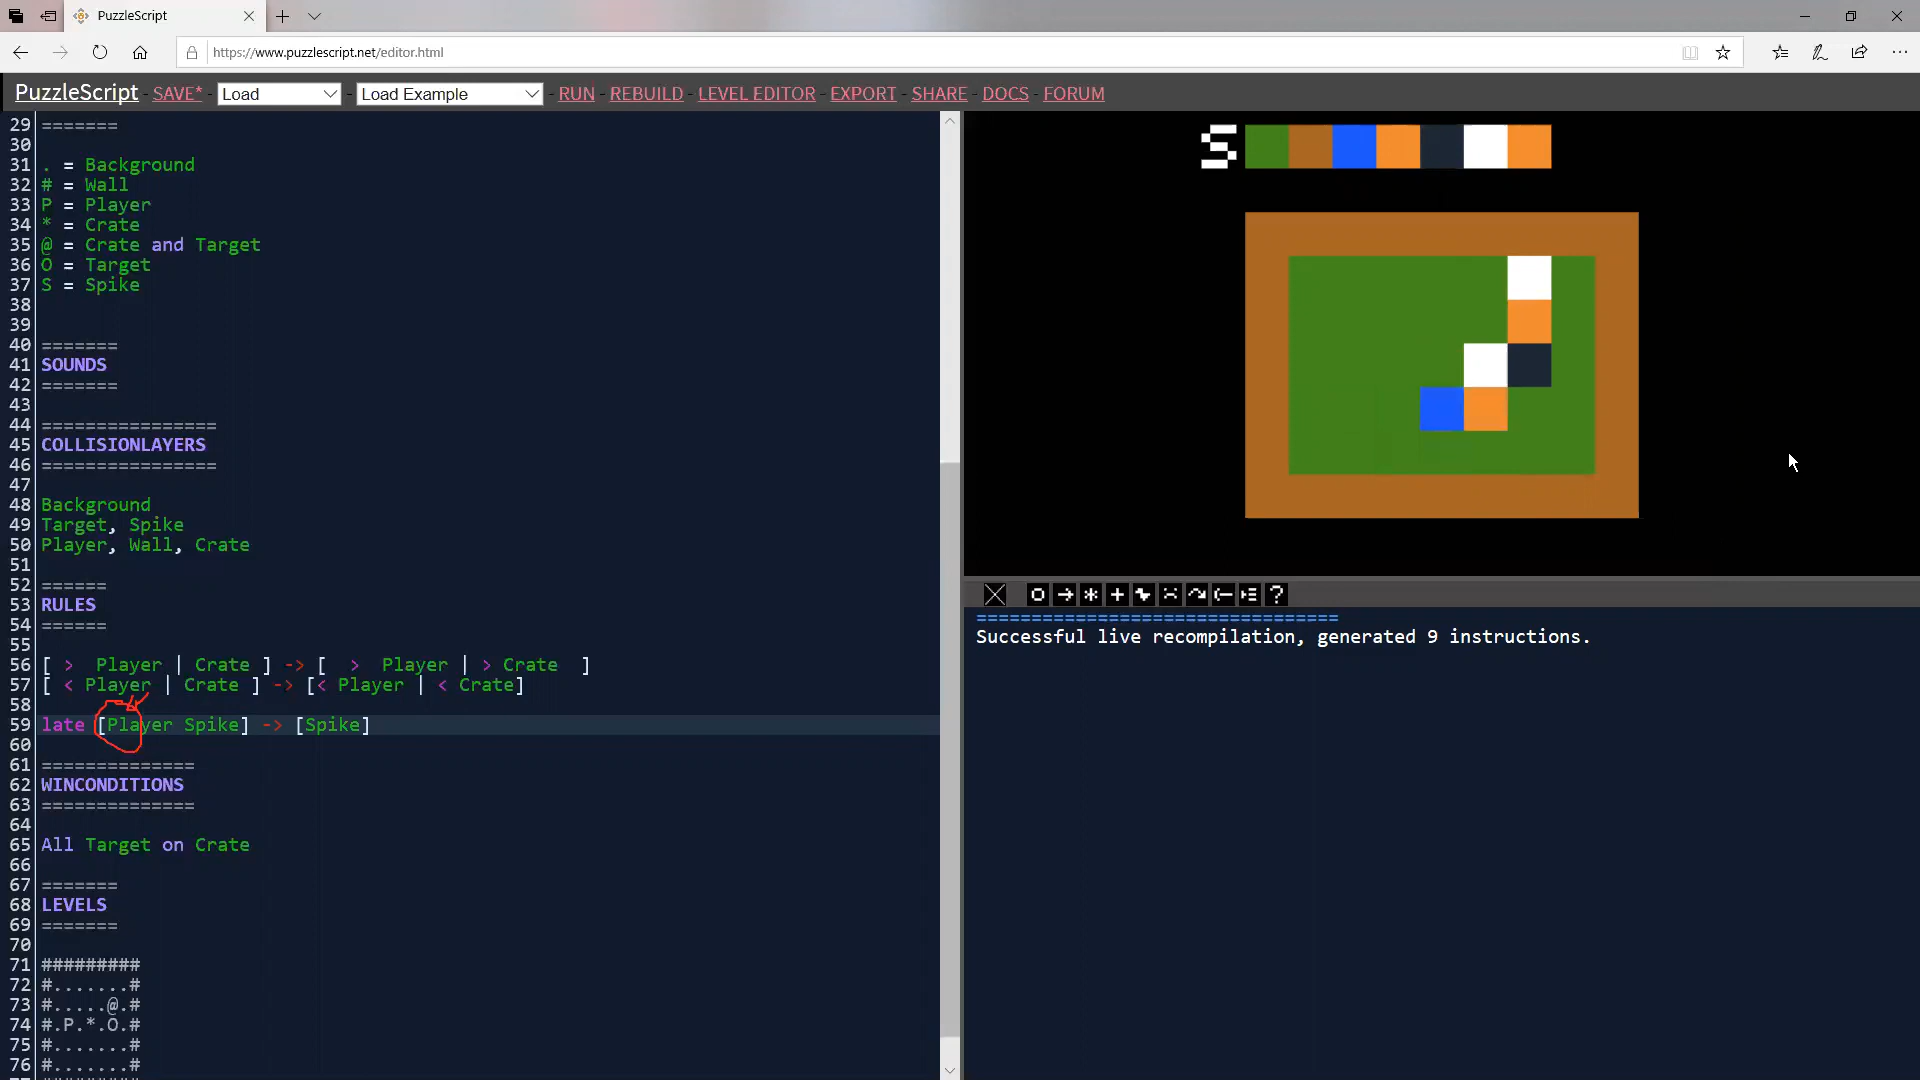 PuzzleScript
https://www.puzzlescript.net/editor.html
PuzzleScript - SAVE* - Load - Load Example - RUN - REBUILD - LEVEL EDITOR - EXPORT - SHARE - DOCS - FORUM
29 =======
30
31 . = Background
32 # = Wall
33 P = Player
34 * = Crate
35 @ = Crate and Target
36 O = Target
37 S = Spike
38
39
40 =======
41 SOUNDS
42 =======
43
44 ================
45 COLLISIONLAYERS
46 ================
47
48 Background
49 Target, Spike
50 Player, Wall, Crate
51
52 ======
53 RULES
54 ======
55
56 [ >  Player | Crate ] -> [  >  Player | > Crate  ]
57 [ < Player | Crate ] -> [< Player | < Crate]
58
59 late [Player Spike] -> [Spike]
60
61 ==============
62 WINCONDITIONS
63 ==============
64
65 All Target on Crate
66
67 =======
68 LEVELS
69 =======
70
71 #########
72 #.......#
73 #.....@.#
74 #.P.*.O.#
75 #.......#
76 #.......#
S
=================================
Successful live recompilation, generated 9 instructions.